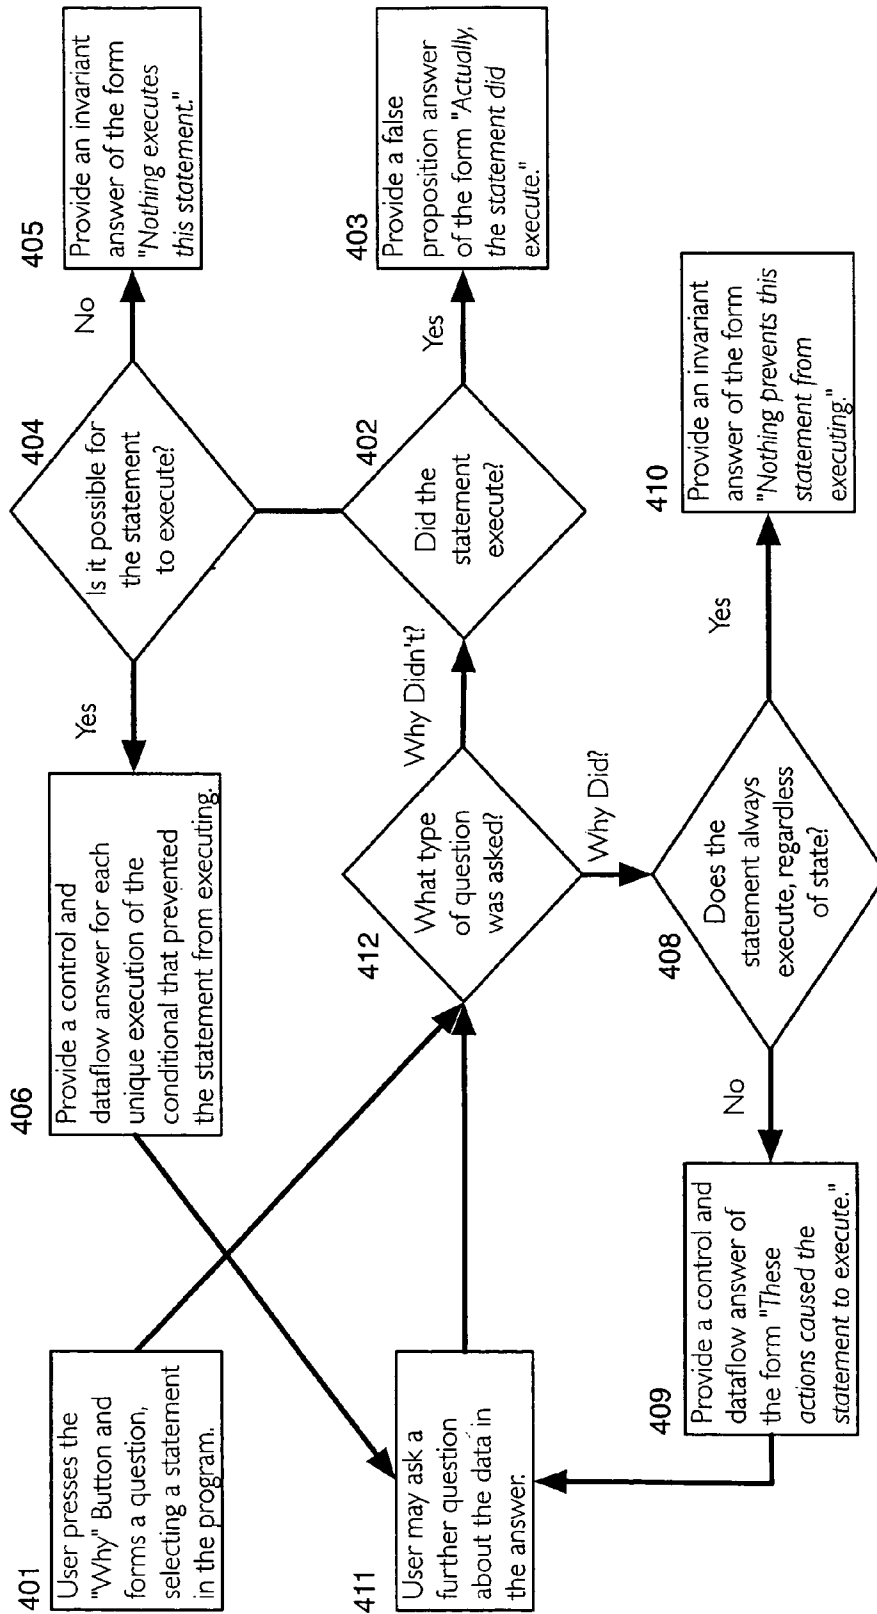 401
User presses the
"Why" Button and
forms a question,
selecting a statement
in the program.
406
Provide a control and
dataflow answer for each
unique execution of the
conditional that prevented
the statement from executing.
Yes
404
Is it possible for
the statement
to execute?
No
405
Provide an invariant
answer of the form
"Nothing executes
this statement."
411
User may ask a
further question
about the data in
the answer.
412
What type
of question
was asked?
Why Didn't?
402
Did the
statement
execute?
Yes
403
Provide a false
proposition answer
of the form "Actually,
the statement did
execute."
Why Did?
409
Provide a control and
dataflow answer of
the form "These
actions caused the
statement to execute."
No
408
Does the
statement always
execute, regardless
of state?
Yes
410
Provide an invariant
answer of the form
"Nothing prevents this
statement from
executing."